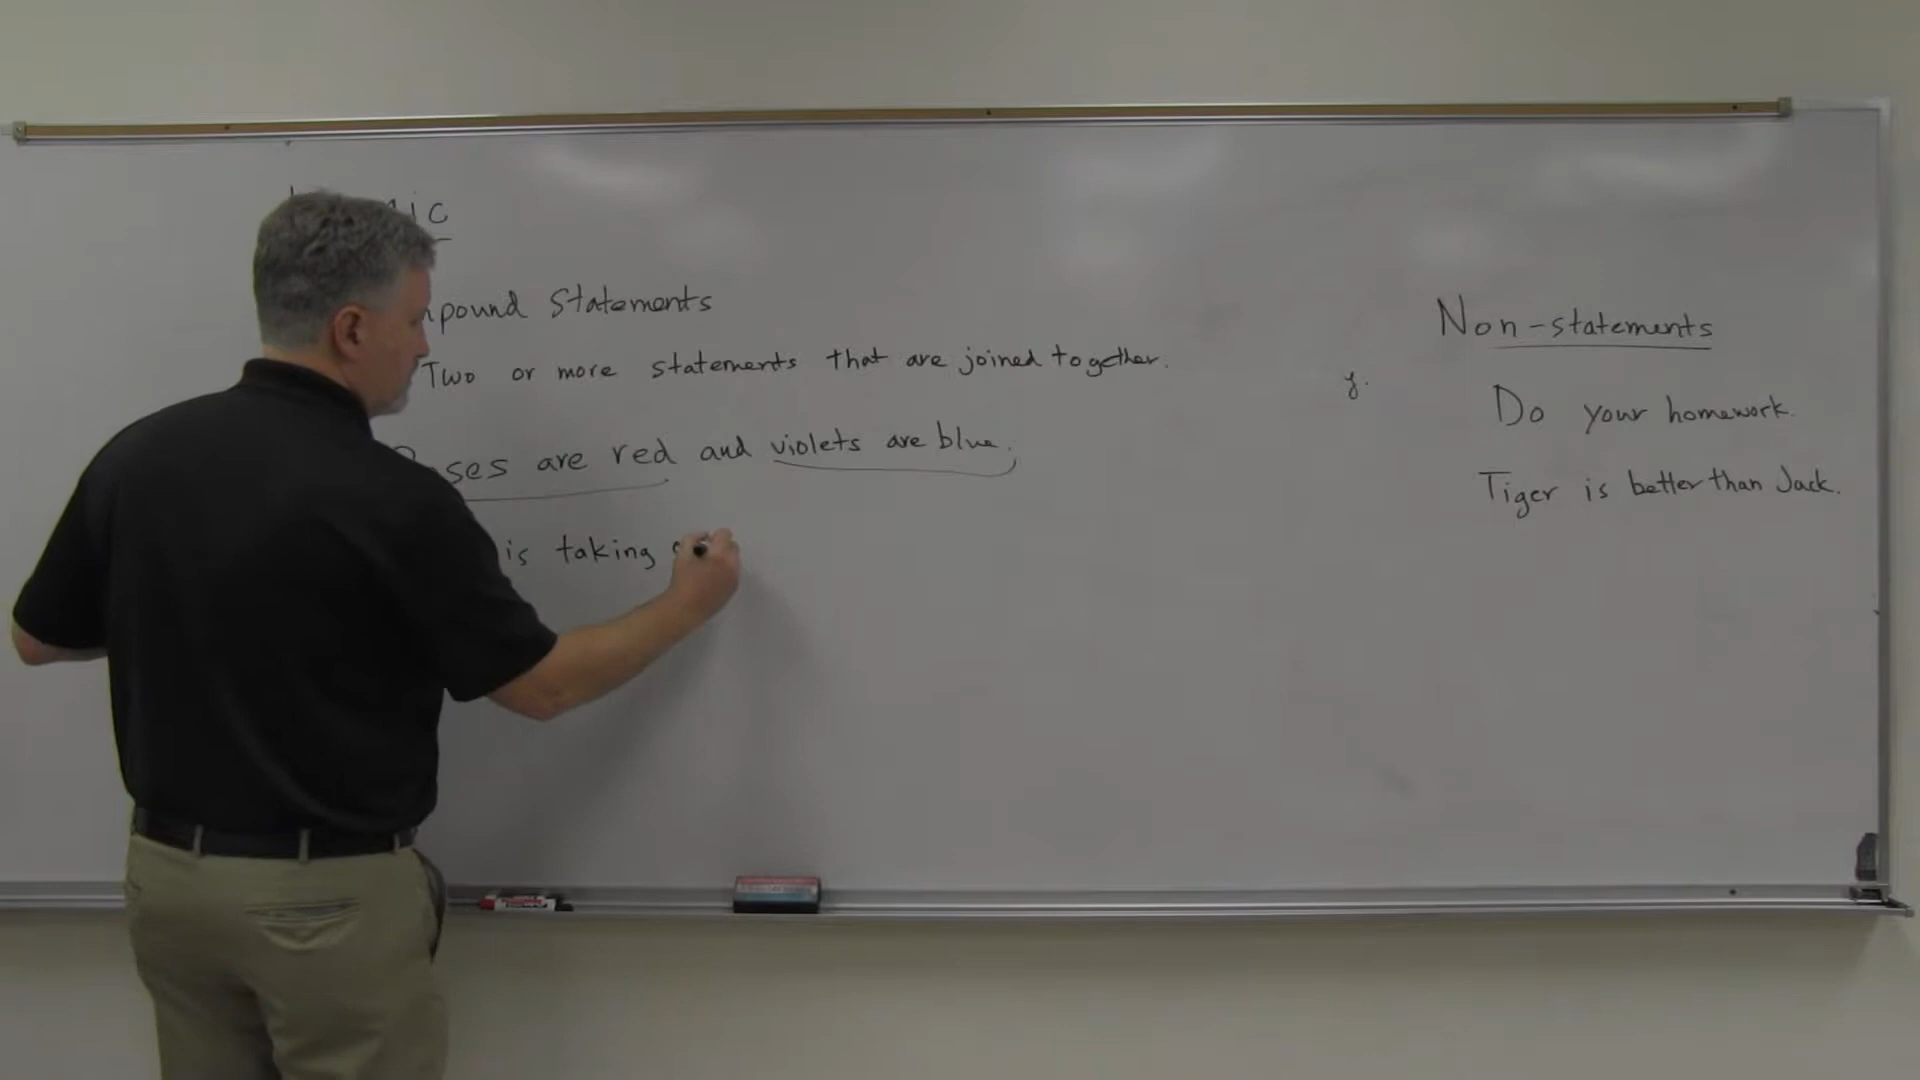 ic
pound Statements
Two or more statements that are joined together.
Roses are red and violets are blue.
is taking
Non-statements
y.
Do your homework.
Tiger is better than Jack.